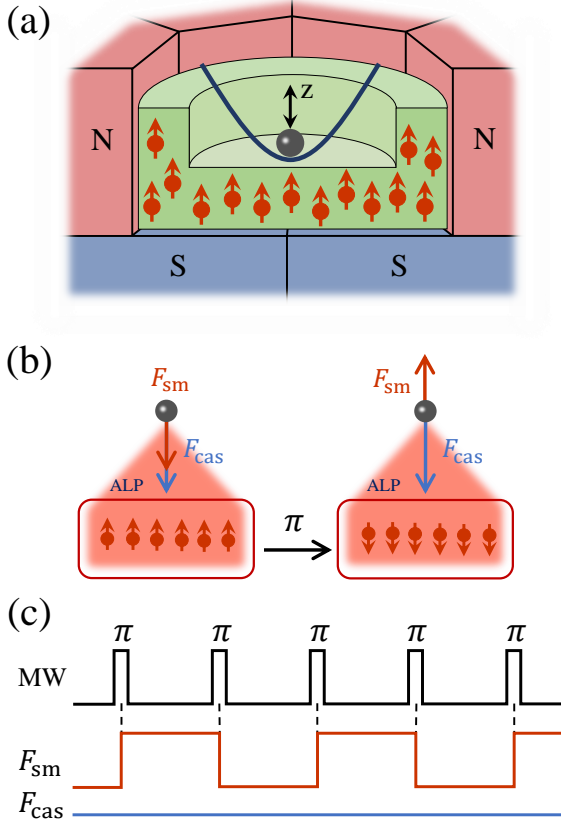 (a)
z
N N
S S
(b)
F_sm F_sm
F_cas F_cas
ALP ALP
π
(c)
π π π π π
MW
F_sm
F_cas